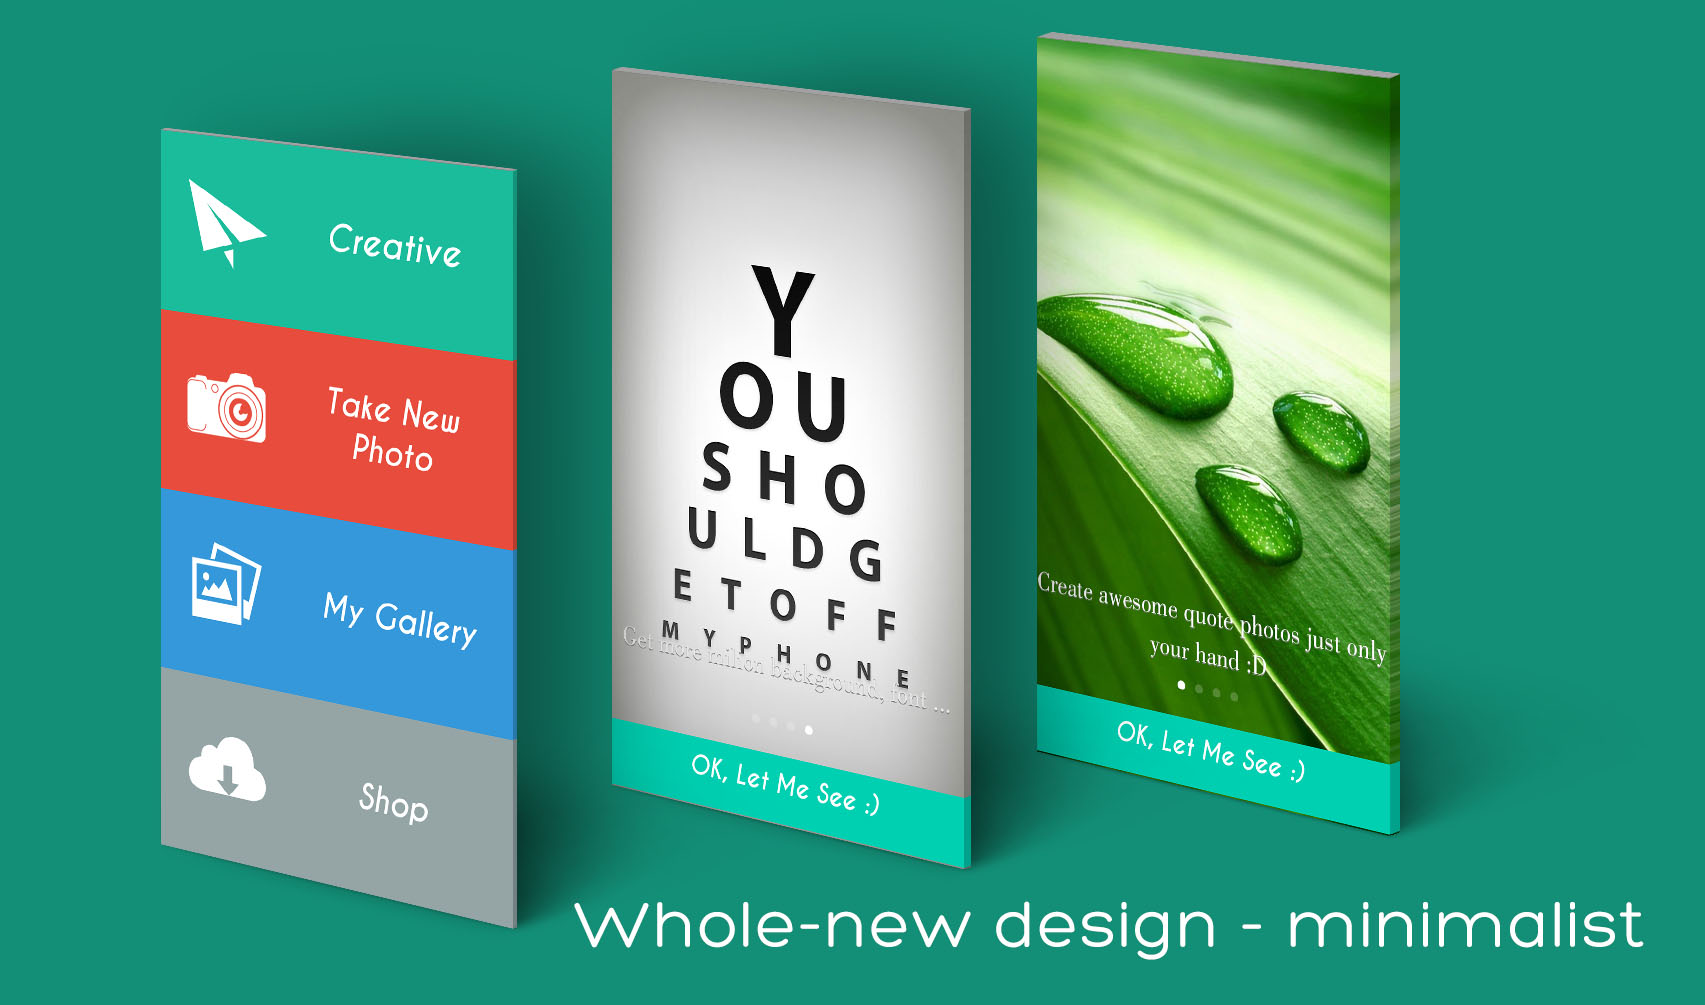 Creative
Take New
Photo
My Gallery
Shop
Y
OU
SHO
ULDG
ETOFF
MYPHONE
Get more million background, font ...
OK, Let Me See :)
Create awesome quote photos just only
your hand :D
OK, Let Me See :)
Whole-new design - minimalist